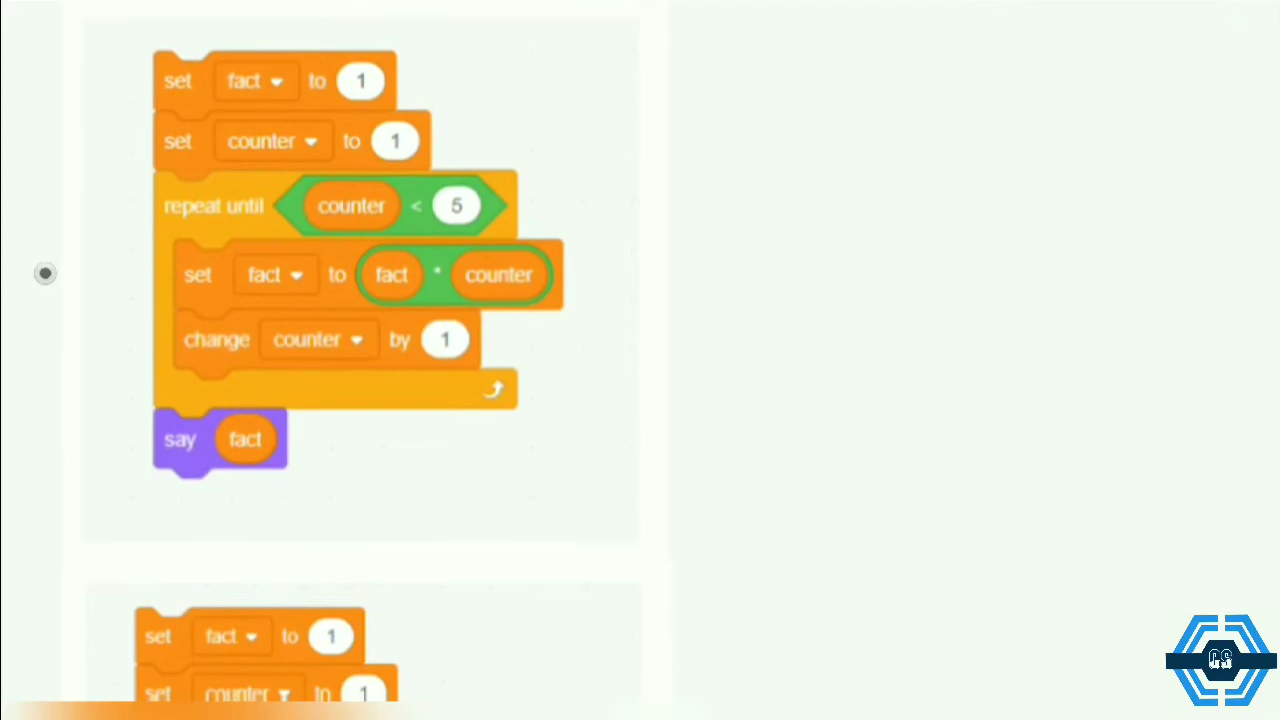 set fact to 1
set counter to 1
repeat until counter < 5
set fact to fact * counter
change counter by 1
say fact
set fact to 1
set counter to 1
GS